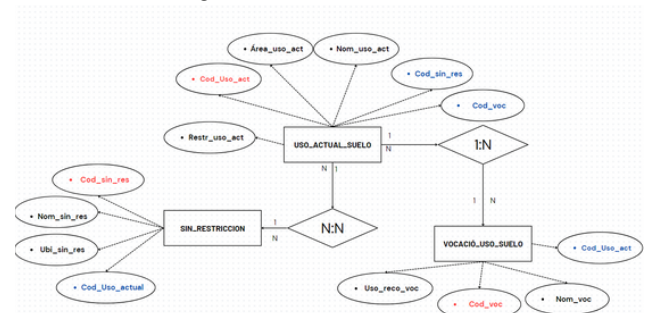 • Área_uso_act
• Nom_uso_act
• Cod_Uso_act
• Cod_sin_res
• Cod_voc
• Restr_uso_act
USO_ACTUAL_SUELO
1
N
1:N
N
1
• Cod_sin_res
• Nom_sin_res
SIN_RESTRICCION
1
N
N:N
1
N
• Ubi_sin_res
• Cod_Uso_actual
VOCACIÓ_USO_SUELO
• Cod_Uso_act
• Uso_reco_voc
• Cod_voc
• Nom_voc